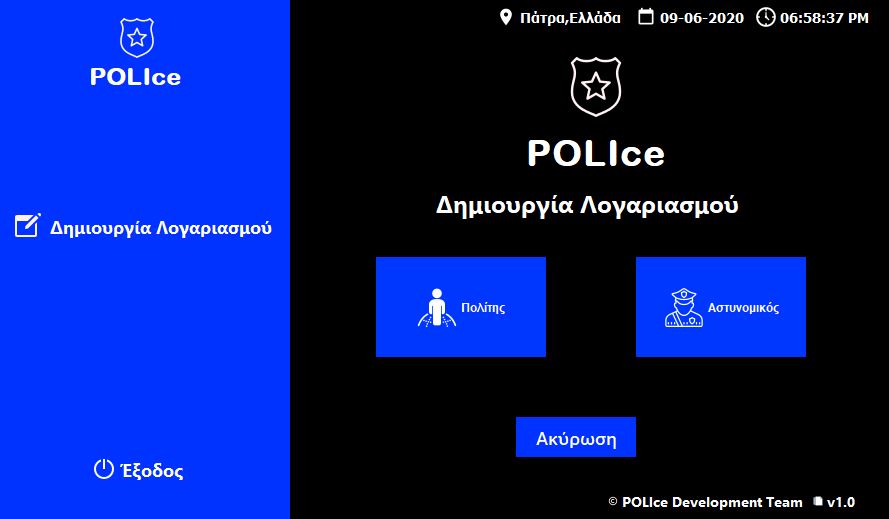 POLIce
Δημιουργία Λογαριασμού
Έξοδος
Πάτρα,Ελλάδα 09-06-2020 06:58:37 PM
POLIce
Δημιουργία Λογαριασμού
Πολίτης Αστυνομικός
Ακύρωση
© POLIce Development Team v1.0